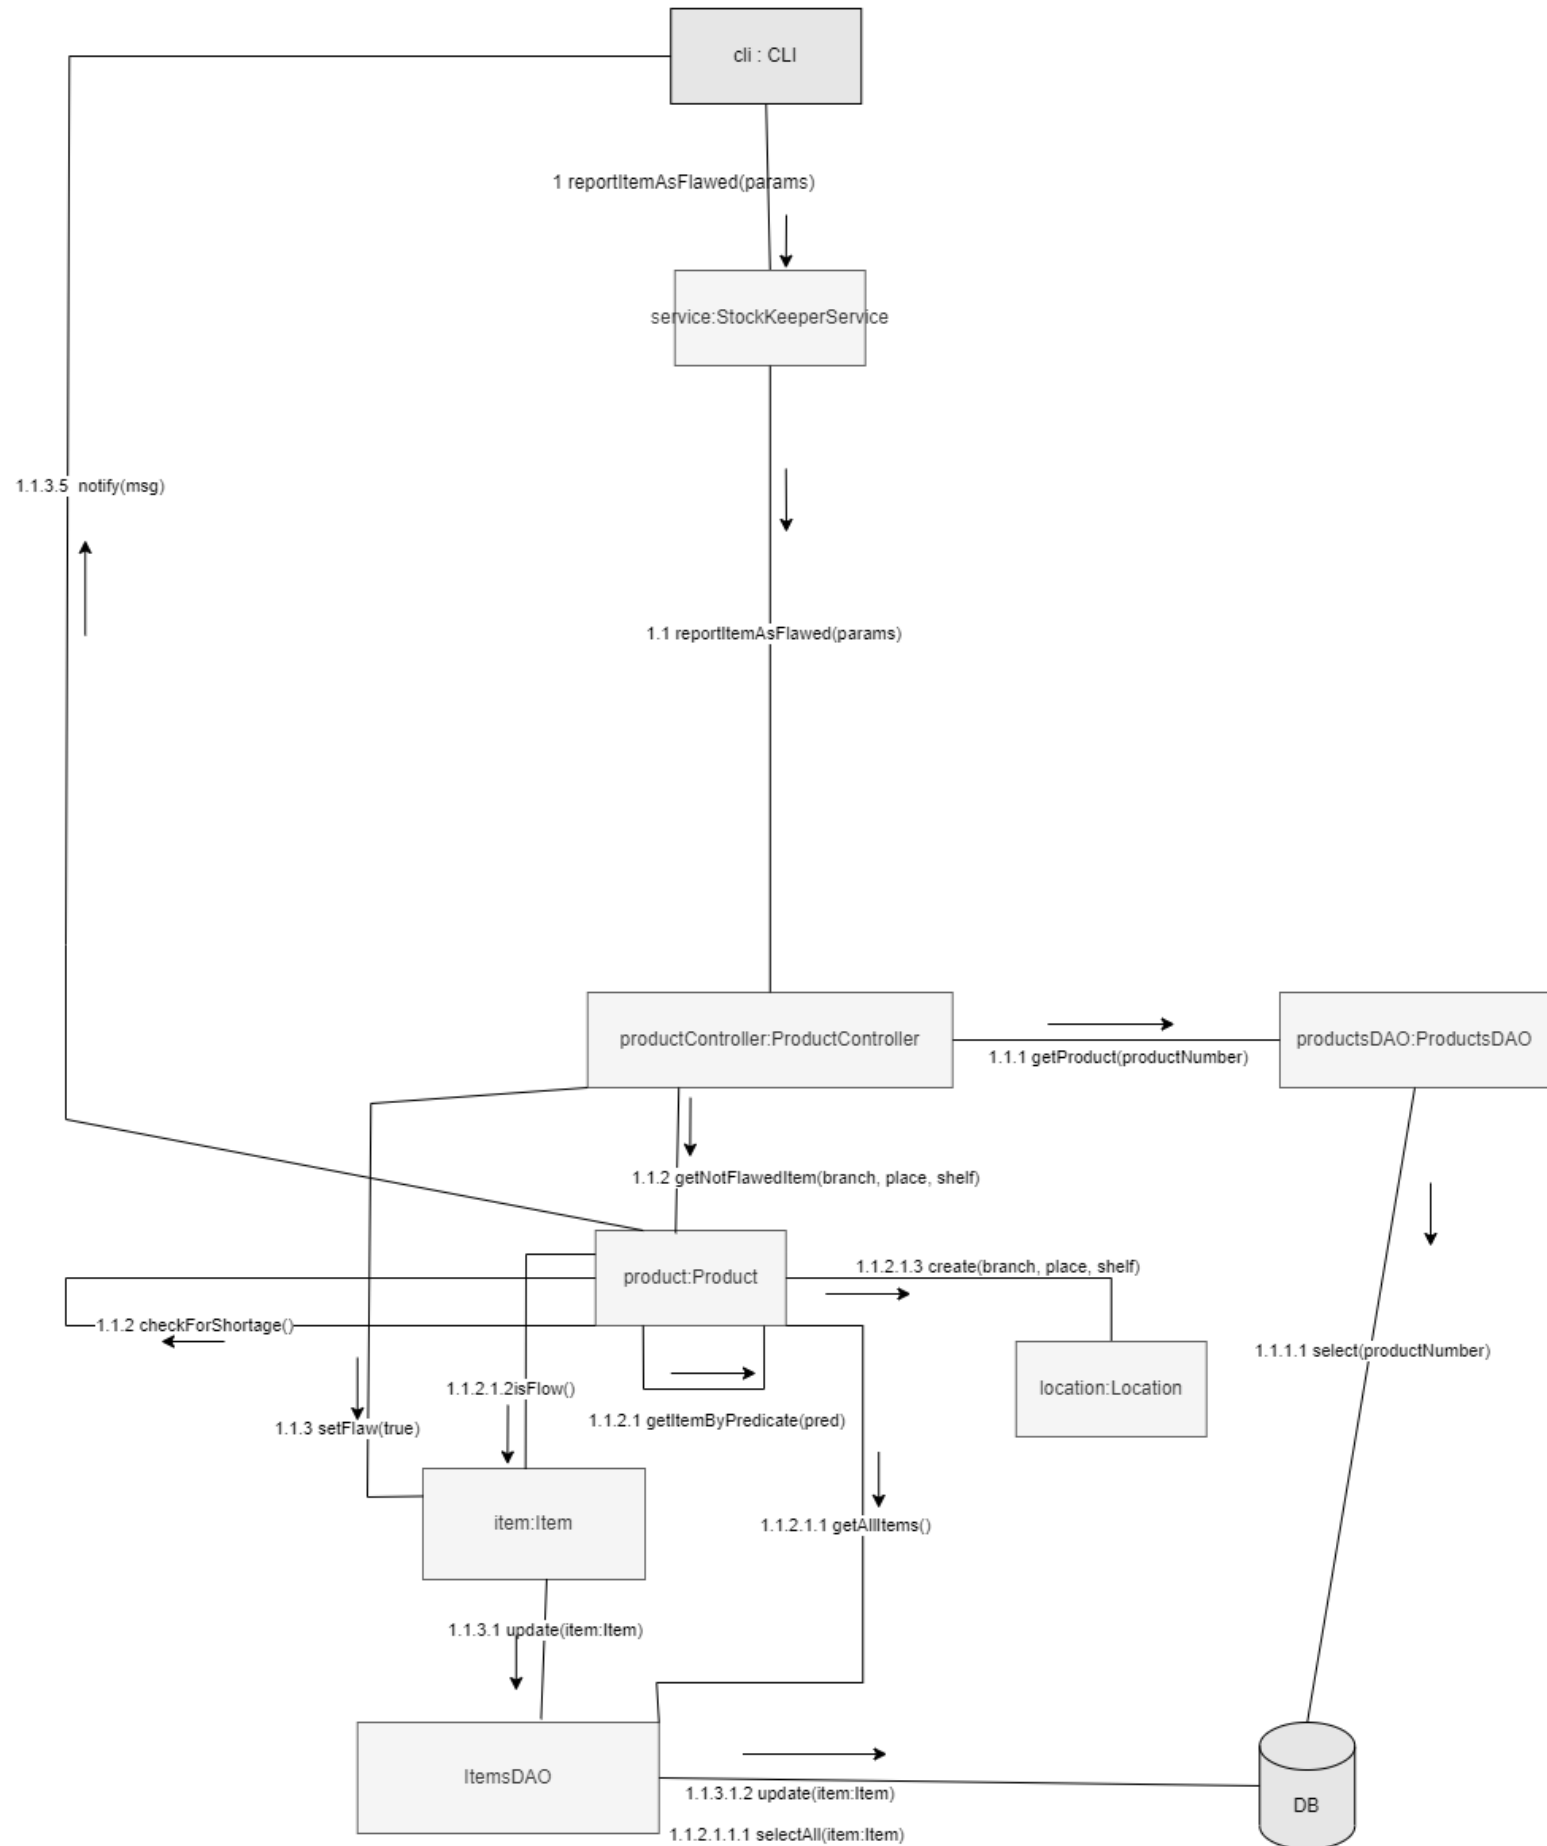 cli : CLI
1 reportItemAsFlawed(params)
service:StockKeeperService
1.1.3.5 notify(msg)
1.1 reportItemAsFlawed(params)
productController:ProductController
productsDAO:ProductsDAO
1.1.1 getProduct(productNumber)
1.1.2 getNotFlawedItem(branch, place, shelf)
1.1.2.1.3 create(branch, place, shelf)
product:Product
1.1.2 checkForShortage()
1.1.1.1 select(productNumber)
1.1.2.1.2isFlow()
location:Location
1.1.3 setFlaw(true)
1.1.2.1 getItemByPredicate(pred)
item:Item
1.1.2.1.1 getAllItems()
1.1.3.1 update(item:Item)
ItemsDAO
1.1.3.1.2 update(item:Item)
DB
1.1.2.1.1.1 selectAll(item:Item)